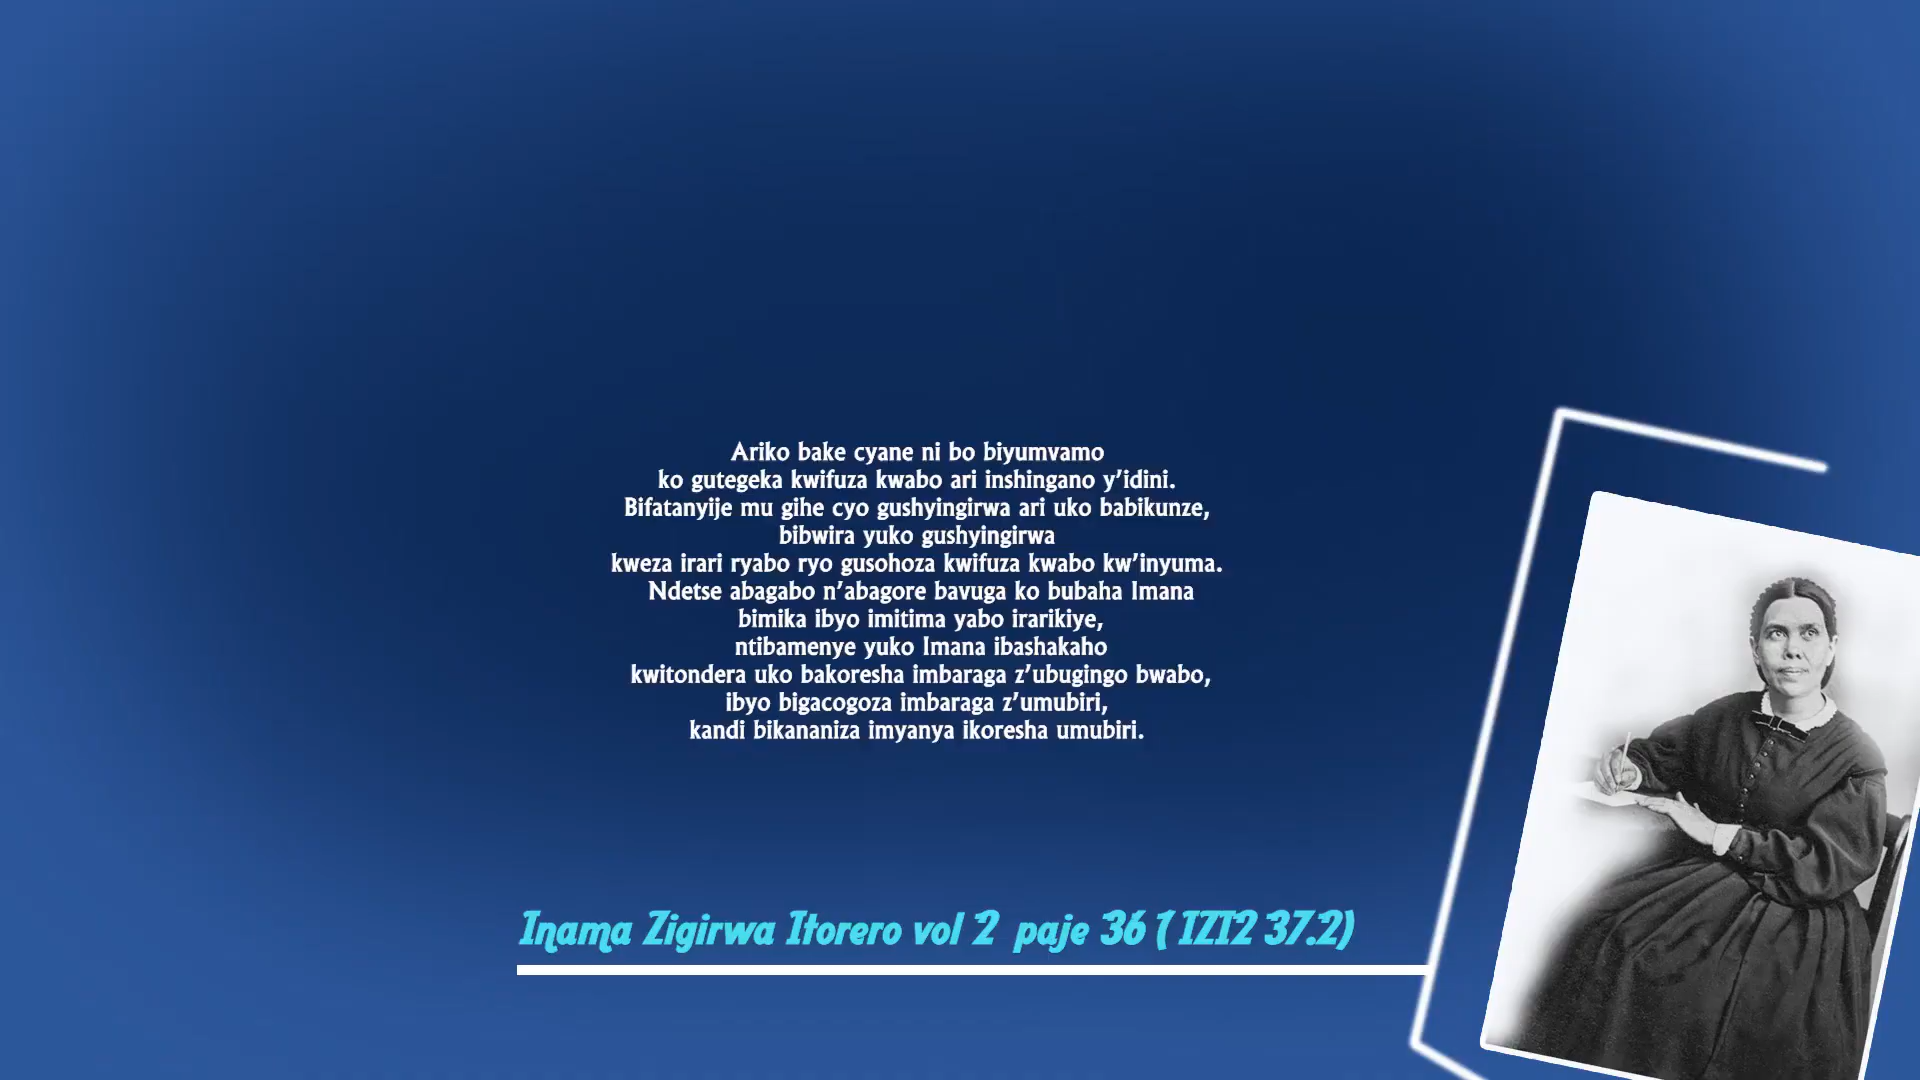 Ariko bake cyane ni bo biyumvamo
ko gutegeka kwifuza kwabo ari inshingano y’idini.
Bifatanyije mu gihe cyo gushyingirwa ari uko babikunze,
bibwira yuko gushyingirwa
kweza irari ryabo ryo gusohoza kwifuza kwabo kw’inyuma.
Ndetse abagabo n’abagore bavuga ko bubaha Imana
bimika ibyo imitima yabo irarikiye,
ntibamenye yuko Imana ibashakaho
kwitondera uko bakoresha imbaraga z’ubugingo bwabo,
ibyo bigacogoza imbaraga z’umubiri,
kandi bikananiza imyanya ikoresha umubiri.
Inama Zigirwa Itorero vol 2 paje 36 ( IZI2 37.2)